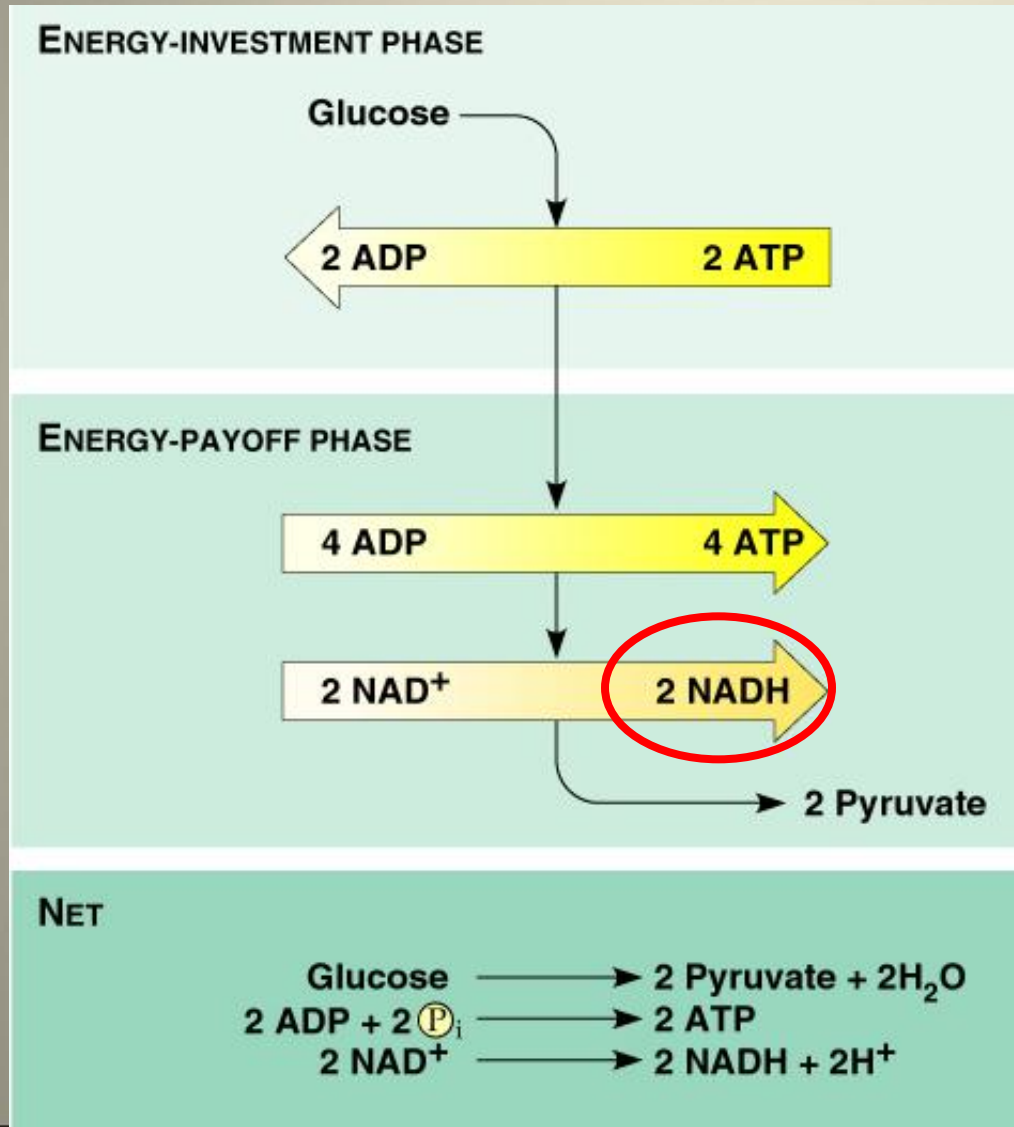 ENERGY-INVESTMENT PHASE
Glucose
2 ADP 2 ATP
ENERGY-PAYOFF PHASE
4 ADP 4 ATP
2 NAD⁺ 2 NADH
2 Pyruvate
NET
Glucose → 2 Pyruvate + 2H₂O
2 ADP + 2 Pᵢ → 2 ATP
2 NAD⁺ → 2 NADH + 2H⁺